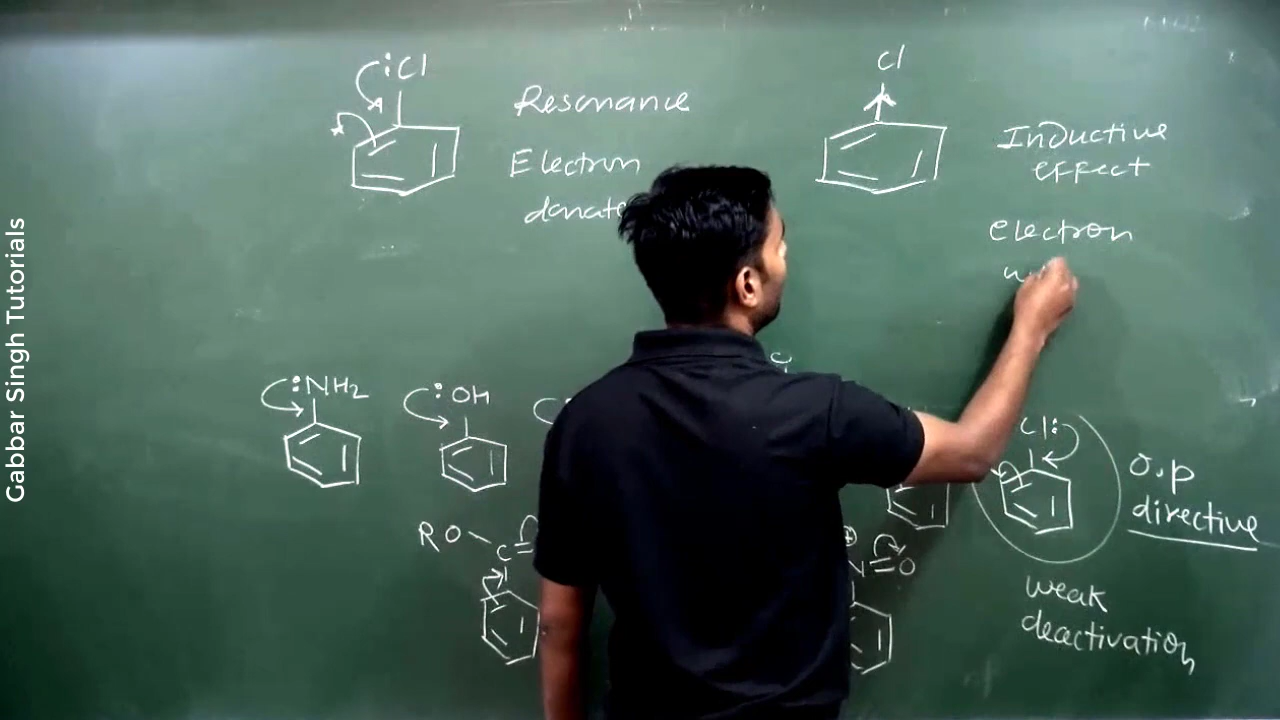 :Cl
Resonance
Electron
donate
Cl
Inductive
effect
electron
:NH2
:OH
Cl:
o,p
directive
RO
C
=O
weak
deactivation
Gabbar Singh Tutorials